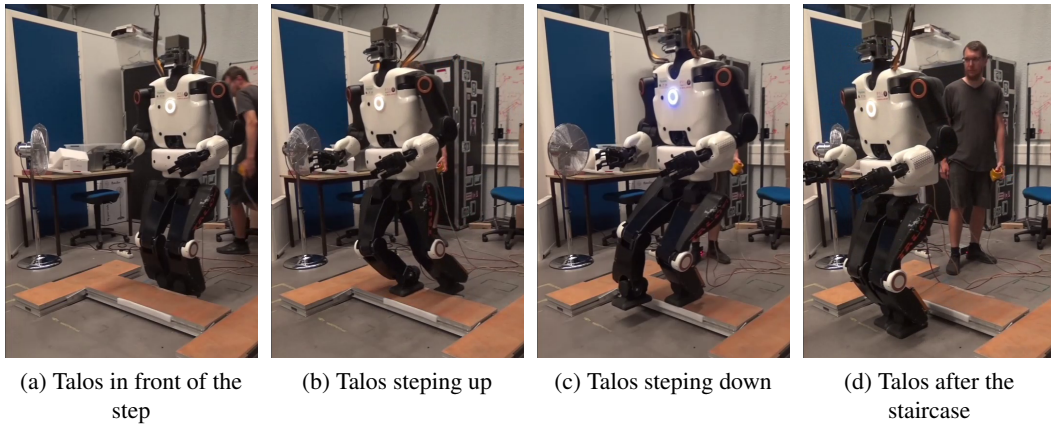 (a) Talos in front of the
step
(b) Talos steping up
(c) Talos steping down
(d) Talos after the
staircase